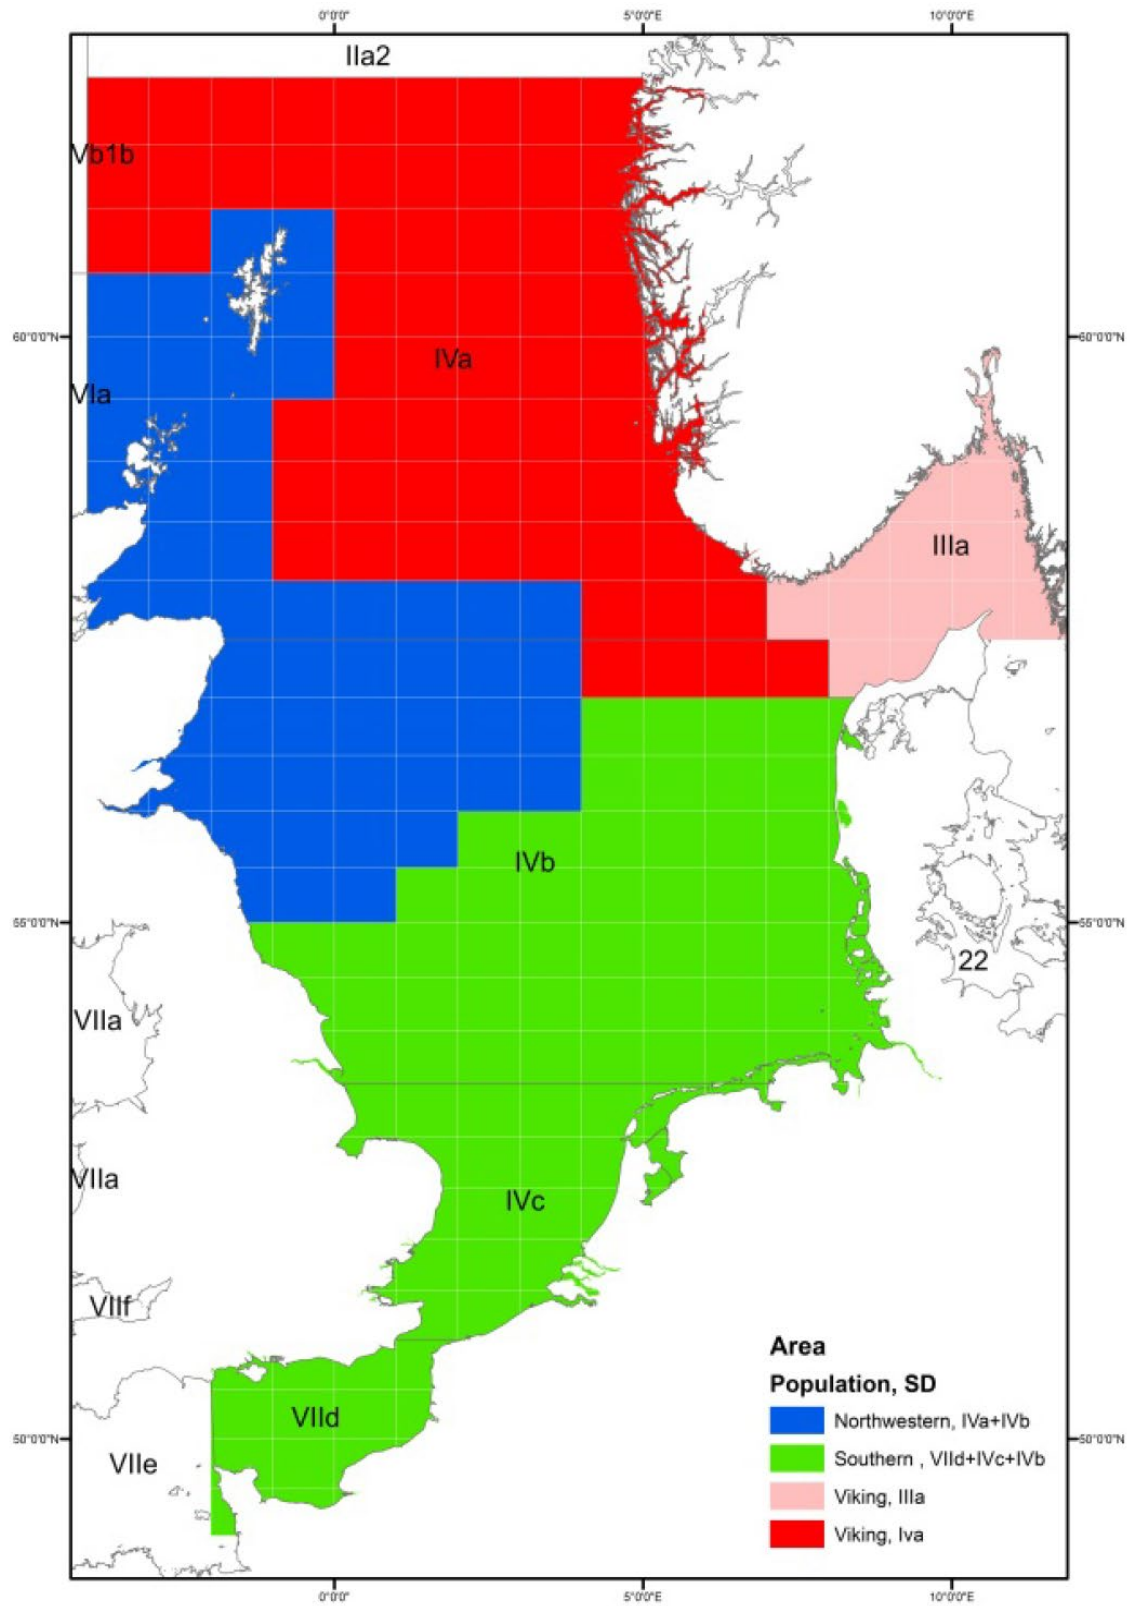 0°0'0" 5°0'0"E 10°0'0"E
IIa2
Vb1b
60°0'0"N 60°0'0"N
IVa
VIa
IIIa
IVb
55°0'0"N 55°0'0"N
22
VIIa
VIIa
IVc
VIIf
Area
Population, SD
Northwestern, IVa+IVb
Southern , VIId+IVc+IVb
Viking, IIIa
Viking, Iva
VIId
50°0'0"N 50°0'0"N
VIIe
0°0'0" 5°0'0"E 10°0'0"E